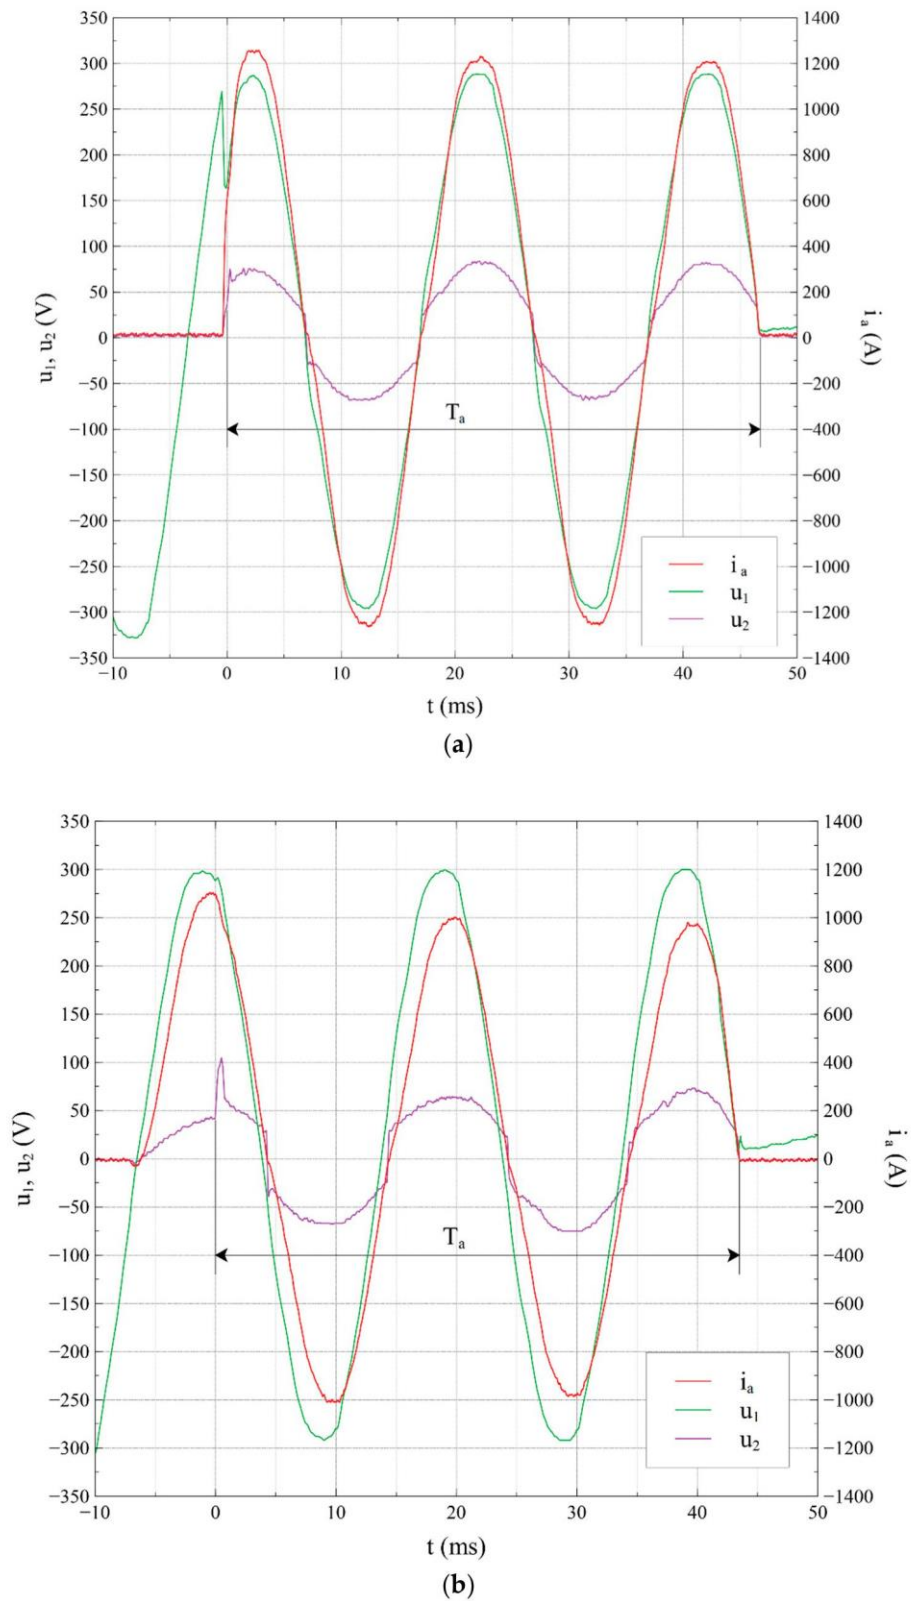 350 1400
300 1200
250 1000
200 800
150 600
100 400
50 200
0 0
−50 −200
−100 −400
−150 −600
−200 −800
−250 −1000
−300 −1200
−350 −1400
u1, u2 (V)
i a (A)
Ta
i a
u1
u2
−10 0 10 20 30 40 50
t (ms)
(a)
350 1400
300 1200
250 1000
200 800
150 600
100 400
50 200
0 0
−50 −200
−100 −400
−150 −600
−200 −800
−250 −1000
−300 −1200
−350 −1400
u1, u2 (V)
i a (A)
Ta
ia
u1
u2
−10 0 10 20 30 40 50
t (ms)
(b)